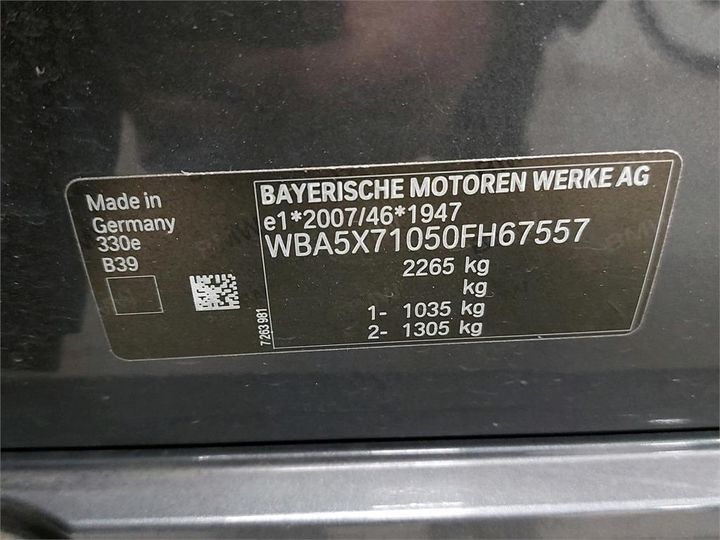 Made in
Germany
330e
B39
7 263 981
BAYERISCHE MOTOREN WERKE AG
e1*2007/46*1947
WBA5X71050FH67557
2265 kg
kg
1- 1035 kg
2- 1305 kg